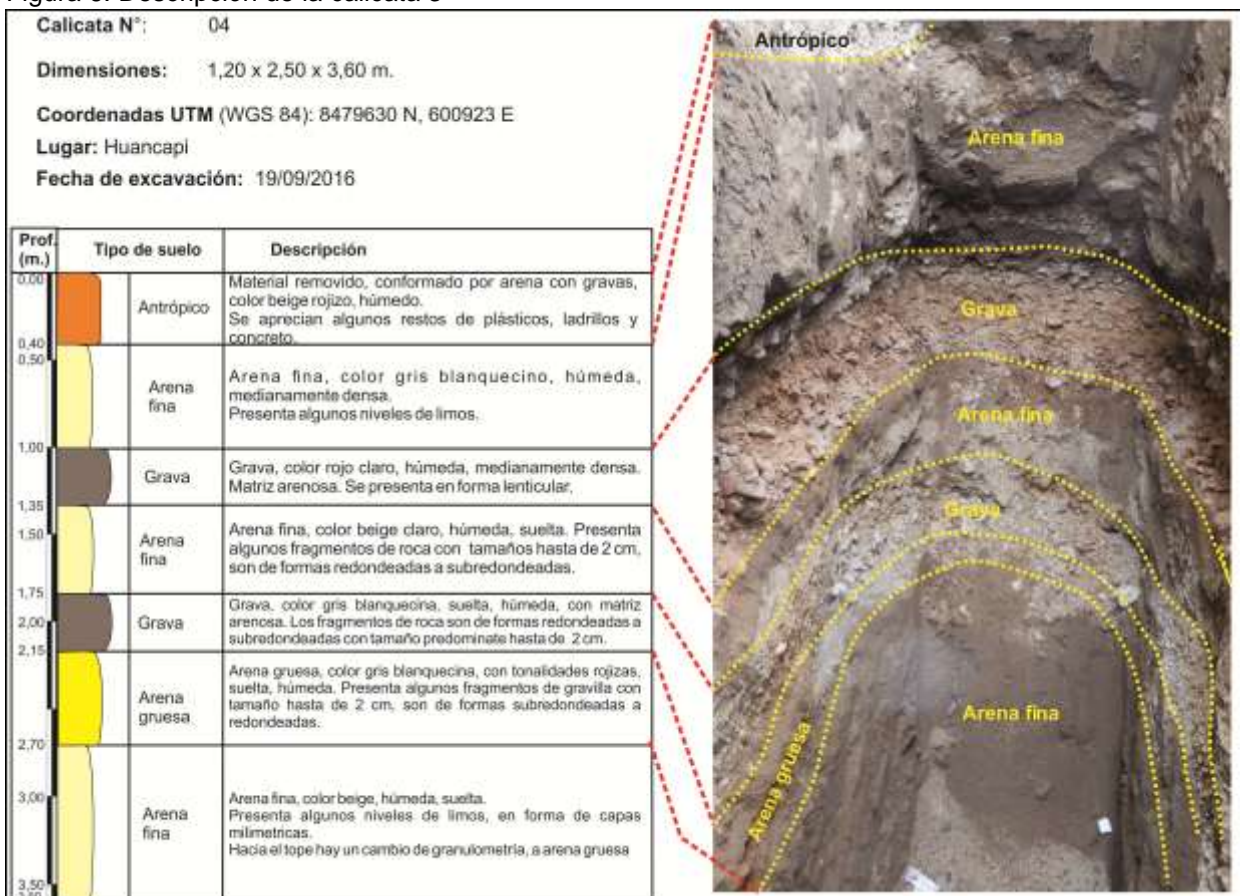 Calicata N°: 04
Dimensiones: 1,20 x 2,50 x 3,60 m.
Coordenadas UTM (WGS 84): 8479630 N, 600923 E
Lugar: Huancapi
Fecha de excavación: 19/09/2016
Prof. (m.) Tipo de suelo Descripción
0,00
Antrópico
Material removido, conformado por arena con gravas,
color beige rojizo, húmedo.
Se aprecian algunos restos de plásticos, ladrillos y
concreto.
0,40
0,50
Arena
fina
Arena fina, color gris blanquecino, húmeda,
medianamente densa.
Presenta algunos niveles de limos.
1,00
Grava
Grava, color rojo claro, húmeda, medianamente densa.
Matriz arenosa. Se presenta en forma lenticular.
1,35
1,50
Arena
fina
Arena fina, color beige claro, húmeda, suelta. Presenta
algunos fragmentos de roca con tamaños hasta de 2 cm,
son de formas redondeadas a subredondeadas.
1,75
2,00
Grava
Grava, color gris blanquecina, suelta, húmeda, con matriz
arenosa. Los fragmentos de roca son de formas redondeadas a
subredondeadas con tamaño predominate hasta de 2 cm.
2,15
Arena
gruesa
Arena gruesa, color gris blanquecina, con tonalidades rojizas,
suelta, húmeda. Presenta algunos fragmentos de gravilla con
tamaño hasta de 2 cm, son de formas subredondeadas a
redondeadas.
2,70
3,00
Arena
fina
Arena fina, color beige, húmeda, suelta.
Presenta algunos niveles de limos, en forma de capas
milimetricas.
Hacia el tope hay un cambio de granulometría, a arena gruesa
3,50
Antrópico
Arena fina
Grava
Arena fina
Grava
Arena gruesa
Arena fina